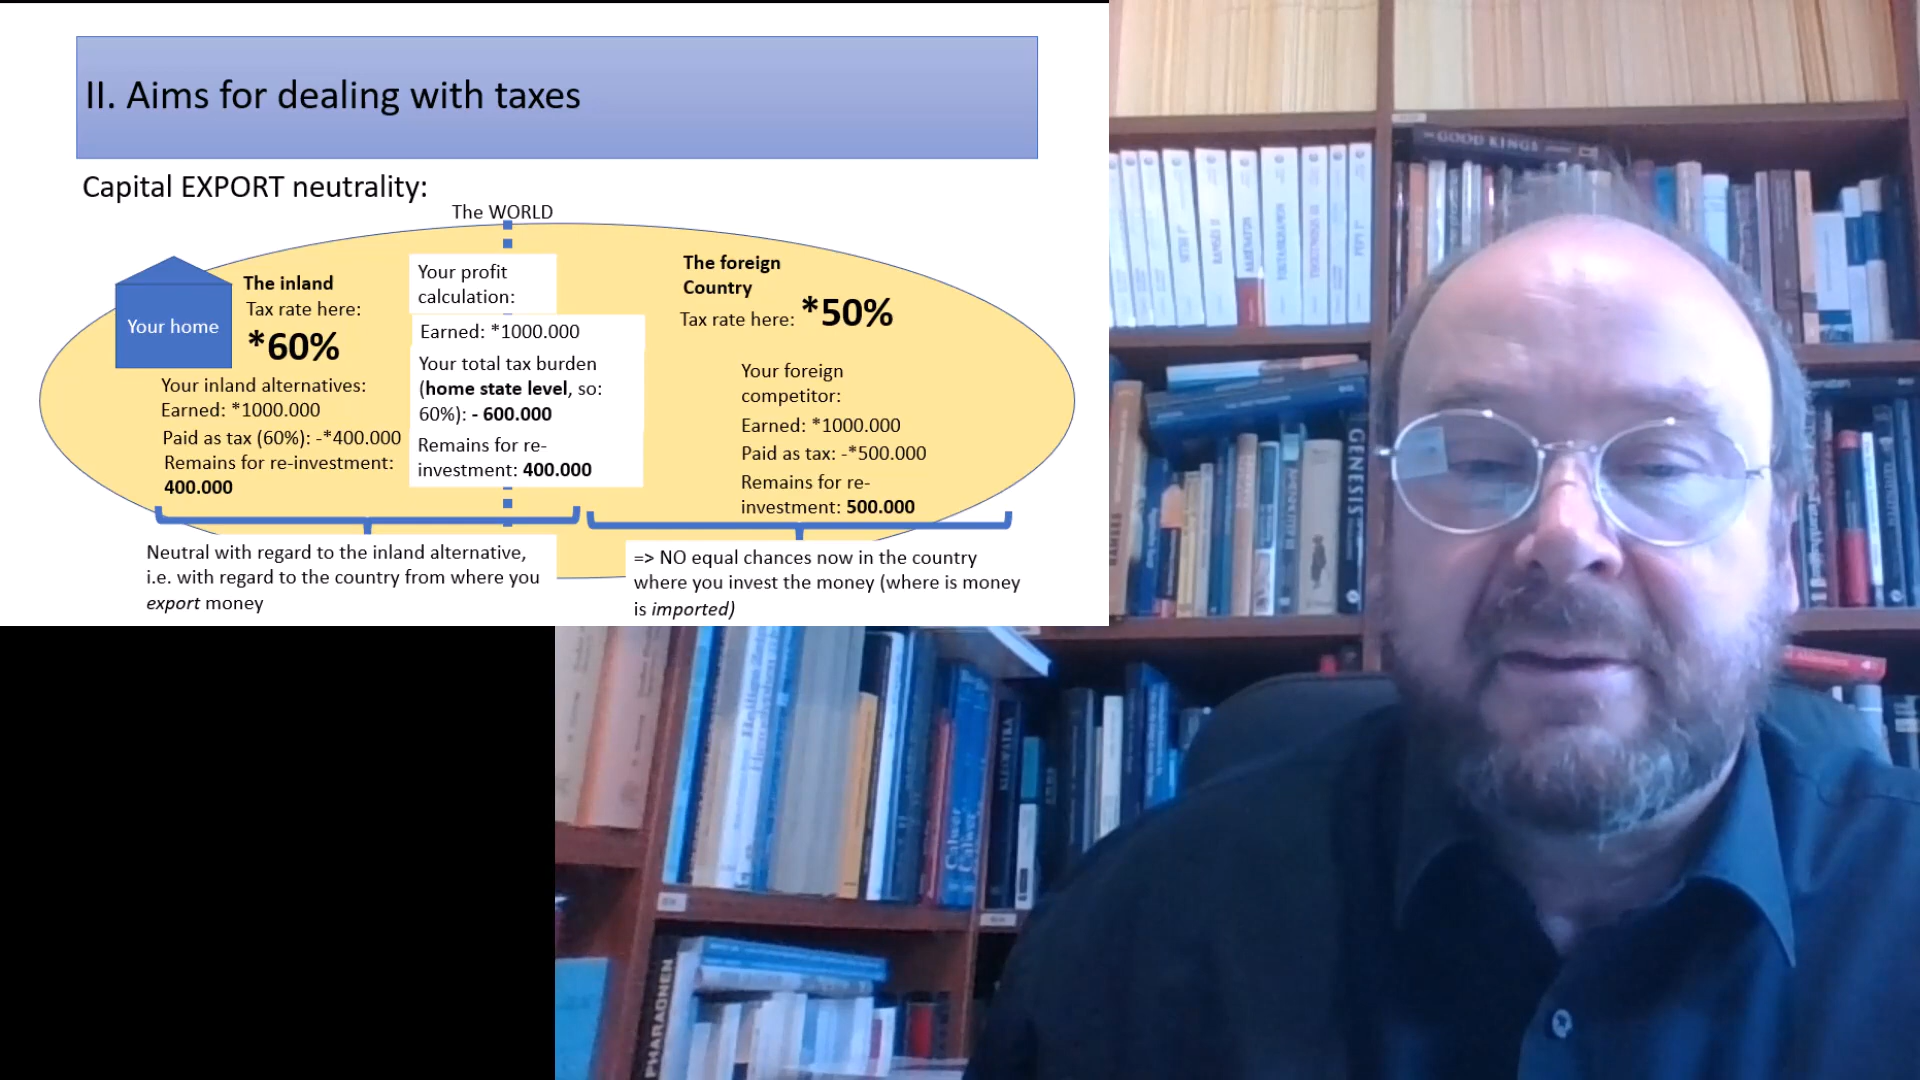 II. Aims for dealing with taxes
Capital EXPORT neutrality:
The WORLD
Your home
The inland
Tax rate here:
*60%
Your inland alternatives:
Earned: *1000.000
Paid as tax (60%): -*400.000
Remains for re-investment:
400.000
Your profit
calculation:
Earned: *1000.000
Your total tax burden
(home state level, so:
60%): - 600.000
Remains for re-
investment: 400.000
The foreign
Country
Tax rate here: *50%
Your foreign
competitor:
Earned: *1000.000
Paid as tax: -*500.000
Remains for re-
investment: 500.000
Neutral with regard to the inland alternative,
i.e. with regard to the country from where you
export money
=> NO equal chances now in the country
where you invest the money (where is money
is imported)
GOOD KINGS
GENESIS
KLEOPATRA
Calwer
Calwer
PHARAONEN